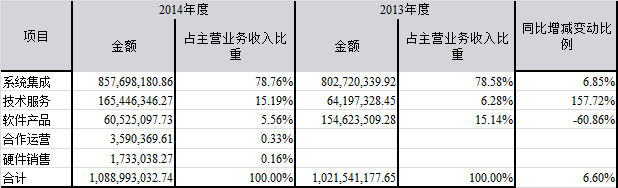 项目 2014年度 2013年度 同比增减变动比例
金额 占主营业务收入比重 金额 占主营业务收入比重
系统集成 857,698,180.86 78.76% 802,720,339.92 78.58% 6.85%
技术服务 165,446,346.27 15.19% 64,197,328.45 6.28% 157.72%
软件产品 60,525,097.73 5.56% 154,623,509.28 15.14% -60.86%
合作运营 3,590,369.61 0.33%
硬件销售 1,733,038.27 0.16%
合计 1,088,993,032.74 100.00% 1,021,541,177.65 100.00% 6.60%